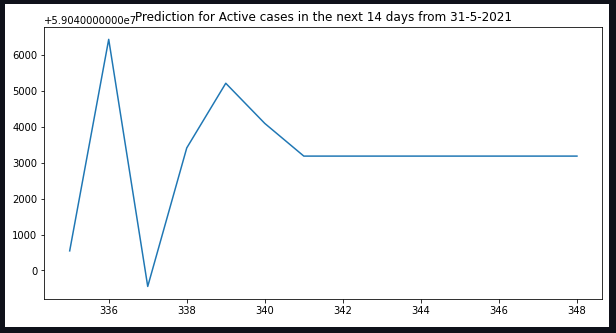 +5.9040000000e7
Prediction for Active cases in the next 14 days from 31-5-2021
6000
5000
4000
3000
2000
1000
0
336 338 340 342 344 346 348